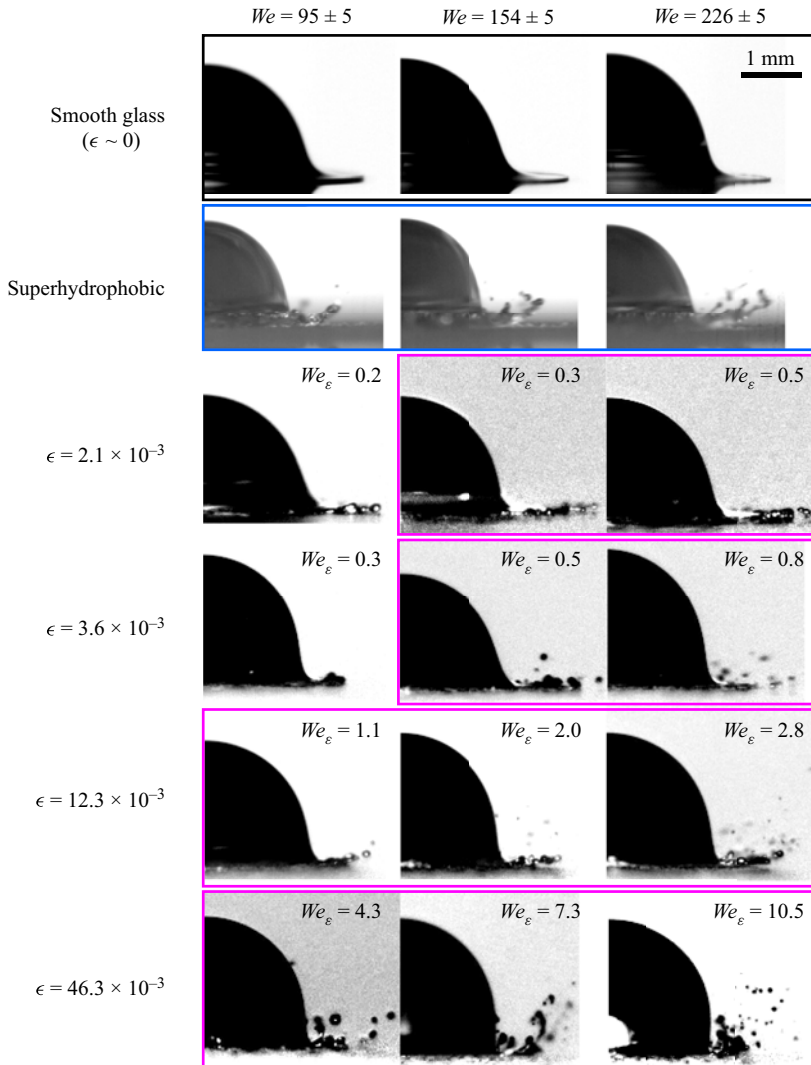 We = 95 ± 5 We = 154 ± 5 We = 226 ± 5
1 mm
Smooth glass
(ϵ ~ 0)
Superhydrophobic
We_ε = 0.2 We_ε = 0.3 We_ε = 0.5
ϵ = 2.1 × 10⁻³
We_ε = 0.3 We_ε = 0.5 We_ε = 0.8
ϵ = 3.6 × 10⁻³
We_ε = 1.1 We_ε = 2.0 We_ε = 2.8
ϵ = 12.3 × 10⁻³
We_ε = 4.3 We_ε = 7.3 We_ε = 10.5
ϵ = 46.3 × 10⁻³